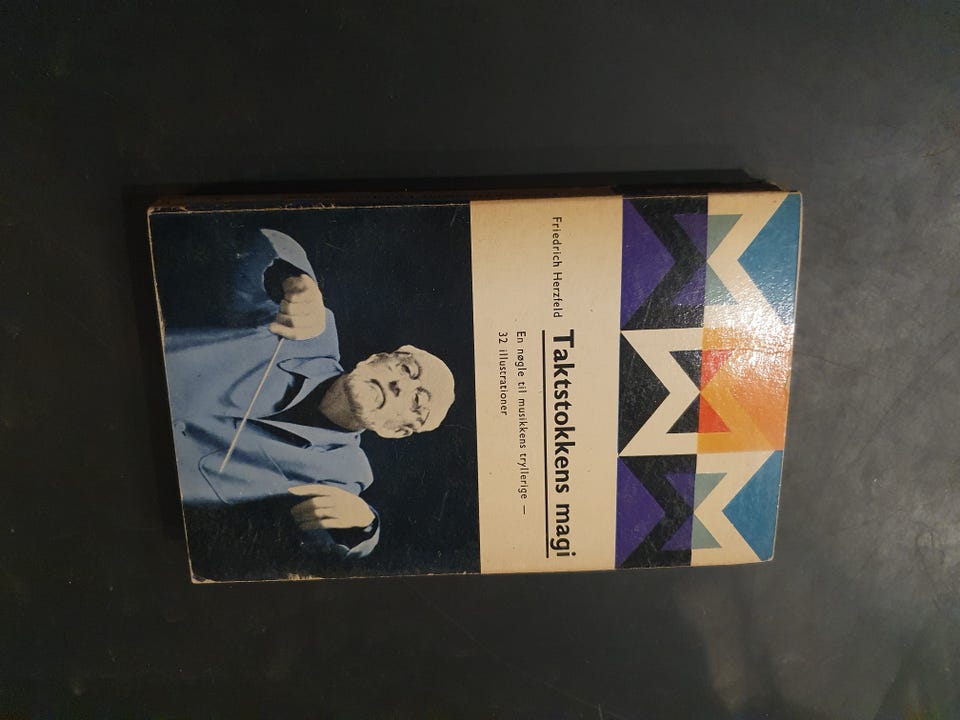 Friedrich Herzfeld
Taktstokkens magi
En nøgle til musikkens tryllerige —
32 illustrationer